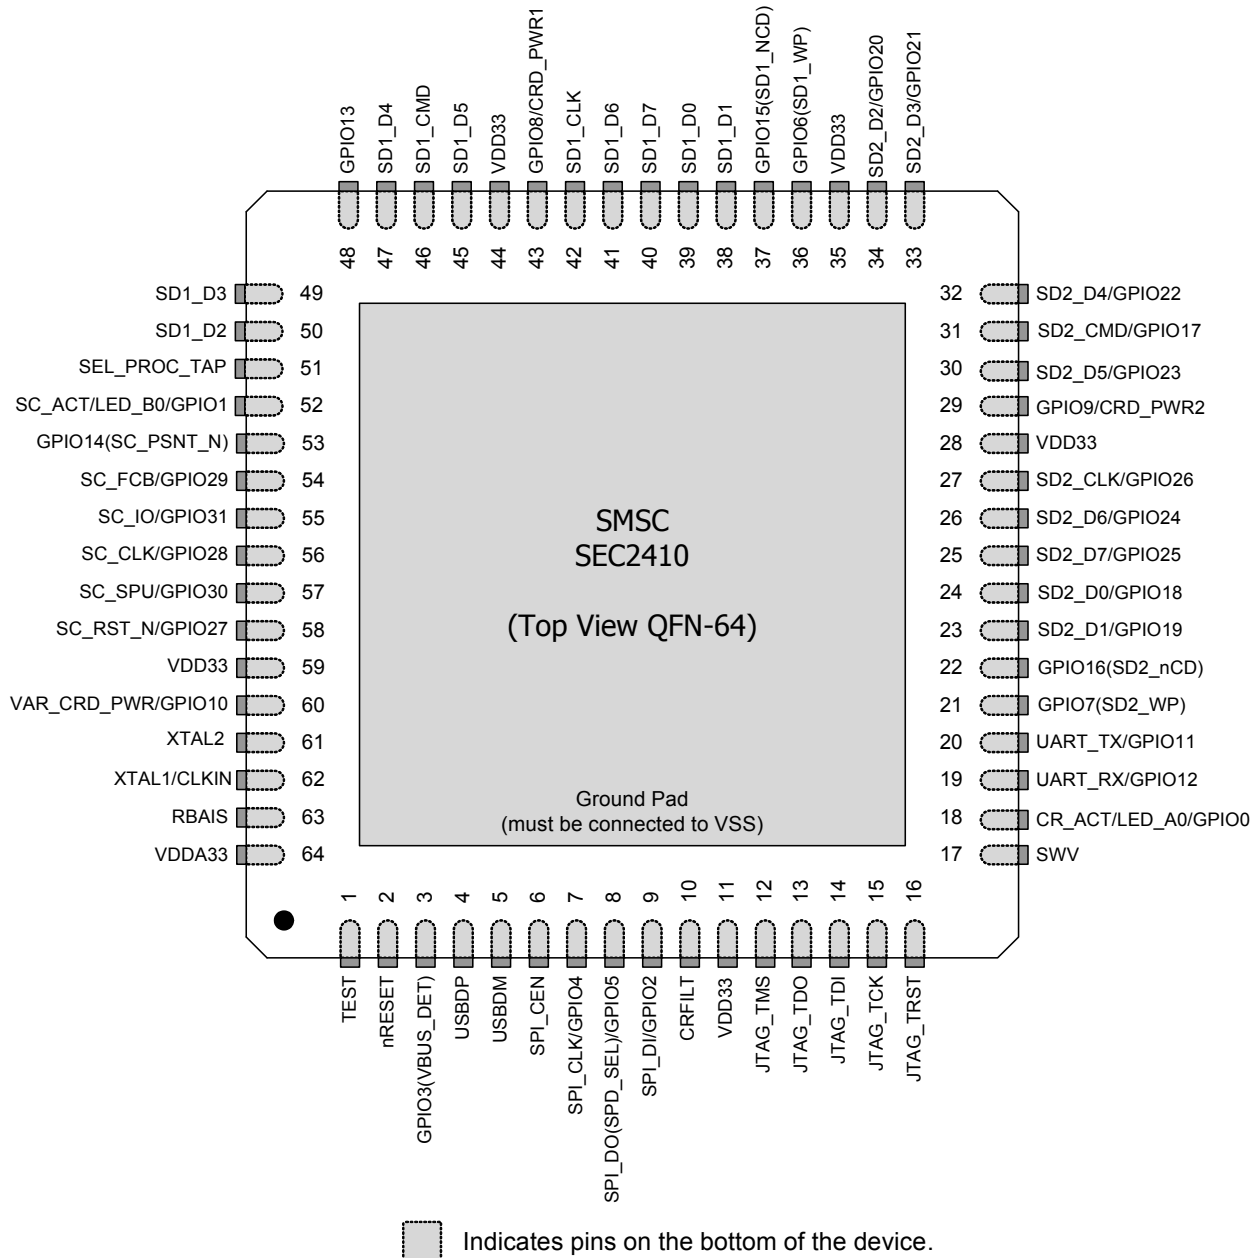 GPIO13
SD1_D4
SD1_CMD
SD1_D5
VDD33
GPIO8/CRD_PWR1
SD1_CLK
SD1_D6
SD1_D7
SD1_D0
SD1_D1
GPIO15(SD1_NCD)
GPIO6(SD1_WP)
VDD33
SD2_D2/GPIO20
SD2_D3/GPIO21
48
47
46
45
44
43
42
41
40
39
38
37
36
35
34
33
SD1_D3 49
SD1_D2 50
SEL_PROC_TAP 51
SC_ACT/LED_B0/GPIO1 52
GPIO14(SC_PSNT_N) 53
SC_FCB/GPIO29 54
SC_IO/GPIO31 55
SC_CLK/GPIO28 56
SC_SPU/GPIO30 57
SC_RST_N/GPIO27 58
VDD33 59
VAR_CRD_PWR/GPIO10 60
XTAL2 61
XTAL1/CLKIN 62
RBAIS 63
VDDA33 64
SMSC
SEC2410
(Top View QFN-64)
Ground Pad
(must be connected to VSS)
32 SD2_D4/GPIO22
31 SD2_CMD/GPIO17
30 SD2_D5/GPIO23
29 GPIO9/CRD_PWR2
28 VDD33
27 SD2_CLK/GPIO26
26 SD2_D6/GPIO24
25 SD2_D7/GPIO25
24 SD2_D0/GPIO18
23 SD2_D1/GPIO19
22 GPIO16(SD2_nCD)
21 GPIO7(SD2_WP)
20 UART_TX/GPIO11
19 UART_RX/GPIO12
18 CR_ACT/LED_A0/GPIO0
17 SWV
1
2
3
4
5
6
7
8
9
10
11
12
13
14
15
16
TEST
nRESET
GPIO3(VBUS_DET)
USBDP
USBDM
SPI_CEN
SPI_CLK/GPIO4
SPI_DO(SPD_SEL)/GPIO5
SPI_DI/GPIO2
CRFILT
VDD33
JTAG_TMS
JTAG_TDO
JTAG_TDI
JTAG_TCK
JTAG_TRST
Indicates pins on the bottom of the device.